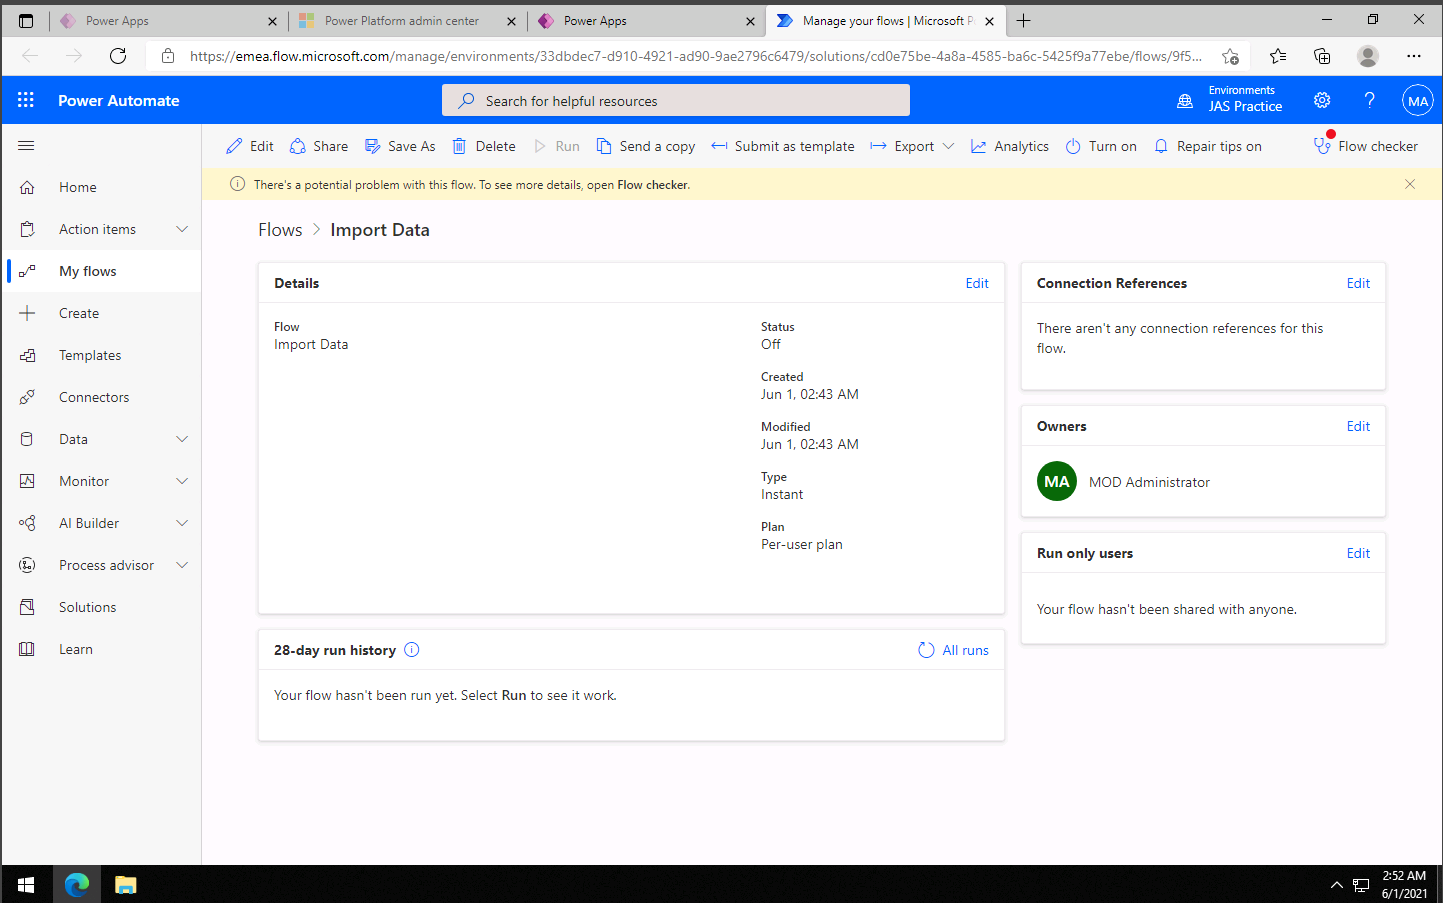 Power Apps
Power Platform admin center
Power Apps
Manage your flows | Microsoft P
https://emea.flow.microsoft.com/manage/environments/33dbdec7-d910-4921-ad90-9ae2796c6479/solutions/cd0e75be-4a8a-4585-ba6c-5425f9a77ebe/flows/9f5...
Power Automate
Search for helpful resources
Environments
JAS Practice
MA
Edit
Share
Save As
Delete
Run
Send a copy
Submit as template
Export
Analytics
Turn on
Repair tips on
Flow checker
There's a potential problem with this flow. To see more details, open Flow checker.
Home
Action items
My flows
Create
Templates
Connectors
Data
Monitor
AI Builder
Process advisor
Solutions
Learn
Flows > Import Data
Details
Edit
Flow
Import Data
Status
Off
Created
Jun 1, 02:43 AM
Modified
Jun 1, 02:43 AM
Type
Instant
Plan
Per-user plan
28-day run history
All runs
Your flow hasn't been run yet. Select Run to see it work.
Connection References
Edit
There aren't any connection references for this
flow.
Owners
Edit
MA
MOD Administrator
Run only users
Edit
Your flow hasn't been shared with anyone.
2:52 AM
6/1/2021